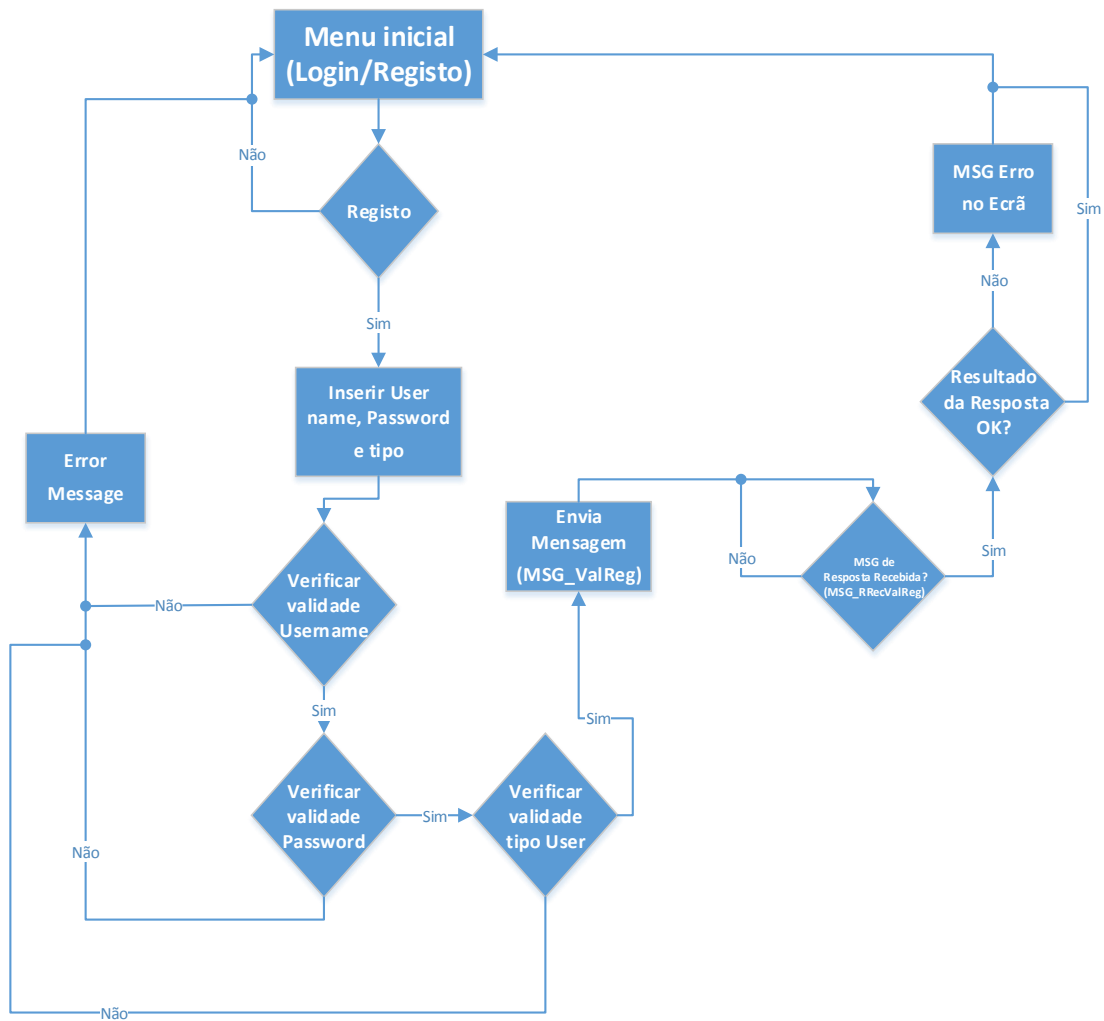 Menu inicial
(Login/Registo)
Não
Registo
Sim
Inserir User
name, Password
e tipo
Error
Message
Verificar
validade
Username
Não
Sim
Verificar
validade
Password
Sim
Não
Verificar
validade
tipo User
Sim
Não
Envia
Mensagem
(MSG_ValReg)
Não
MSG de
Resposta Recebida?
(MSG_RRecValReg)
Sim
Resultado
da Resposta
OK?
Não
Sim
MSG Erro
no Ecrã